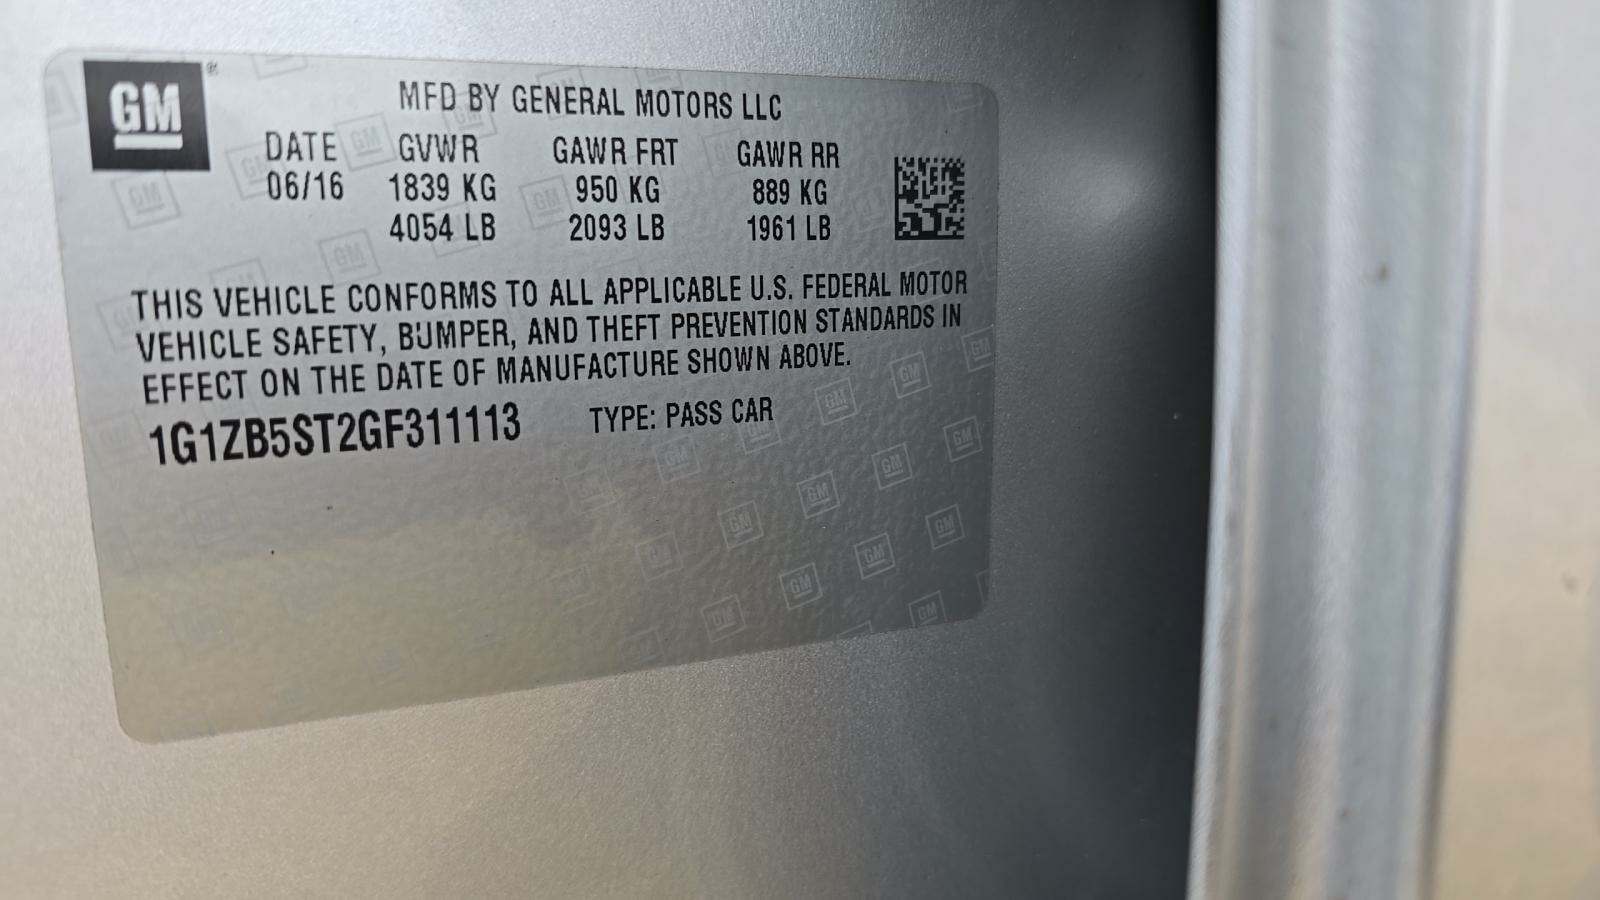 GM
MFD BY GENERAL MOTORS LLC
DATE GVWR GAWR FRT GAWR RR
06/16 1839 KG 950 KG 889 KG
4054 LB 2093 LB 1961 LB
THIS VEHICLE CONFORMS TO ALL APPLICABLE U.S. FEDERAL MOTOR
VEHICLE SAFETY, BUMPER, AND THEFT PREVENTION STANDARDS IN
EFFECT ON THE DATE OF MANUFACTURE SHOWN ABOVE.
1G1ZB5ST2GF311113 TYPE: PASS CAR